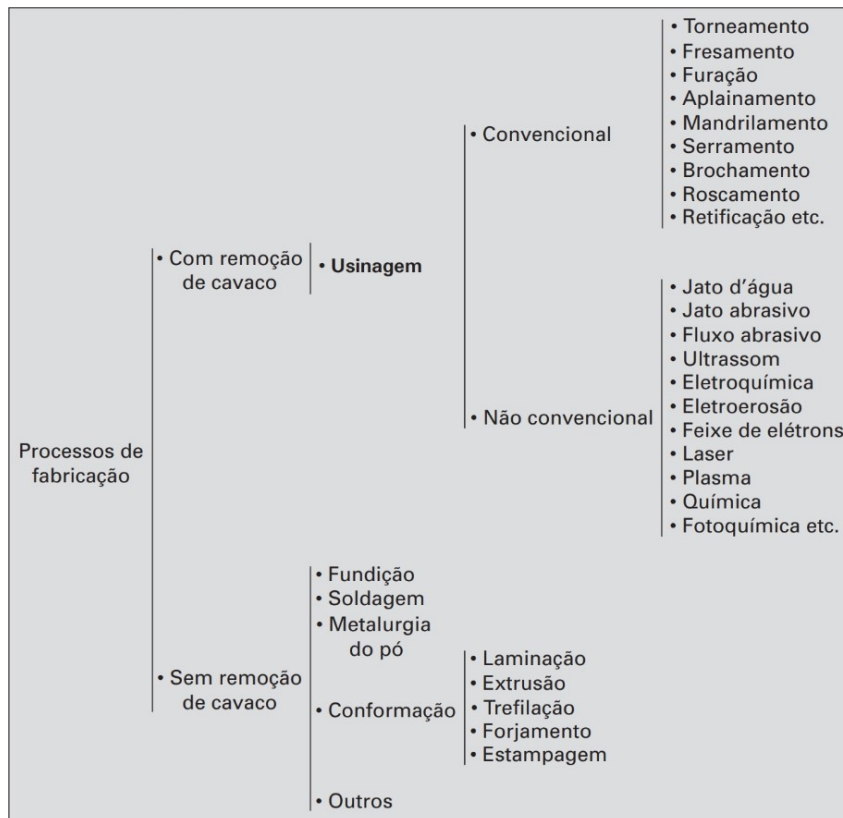 Processos de
fabricação
• Com remoção
de cavaco
• Usinagem
• Convencional
• Torneamento
• Fresamento
• Furação
• Aplainamento
• Mandrilamento
• Serramento
• Brochamento
• Roscamento
• Retificação etc.
• Não convencional
• Jato d’água
• Jato abrasivo
• Fluxo abrasivo
• Ultrassom
• Eletroquímica
• Eletroerosão
• Feixe de elétrons
• Laser
• Plasma
• Química
• Fotoquímica etc.
• Sem remoção
de cavaco
• Fundição
• Soldagem
• Metalurgia
do pó
• Conformação
• Laminação
• Extrusão
• Trefilação
• Forjamento
• Estampagem
• Outros